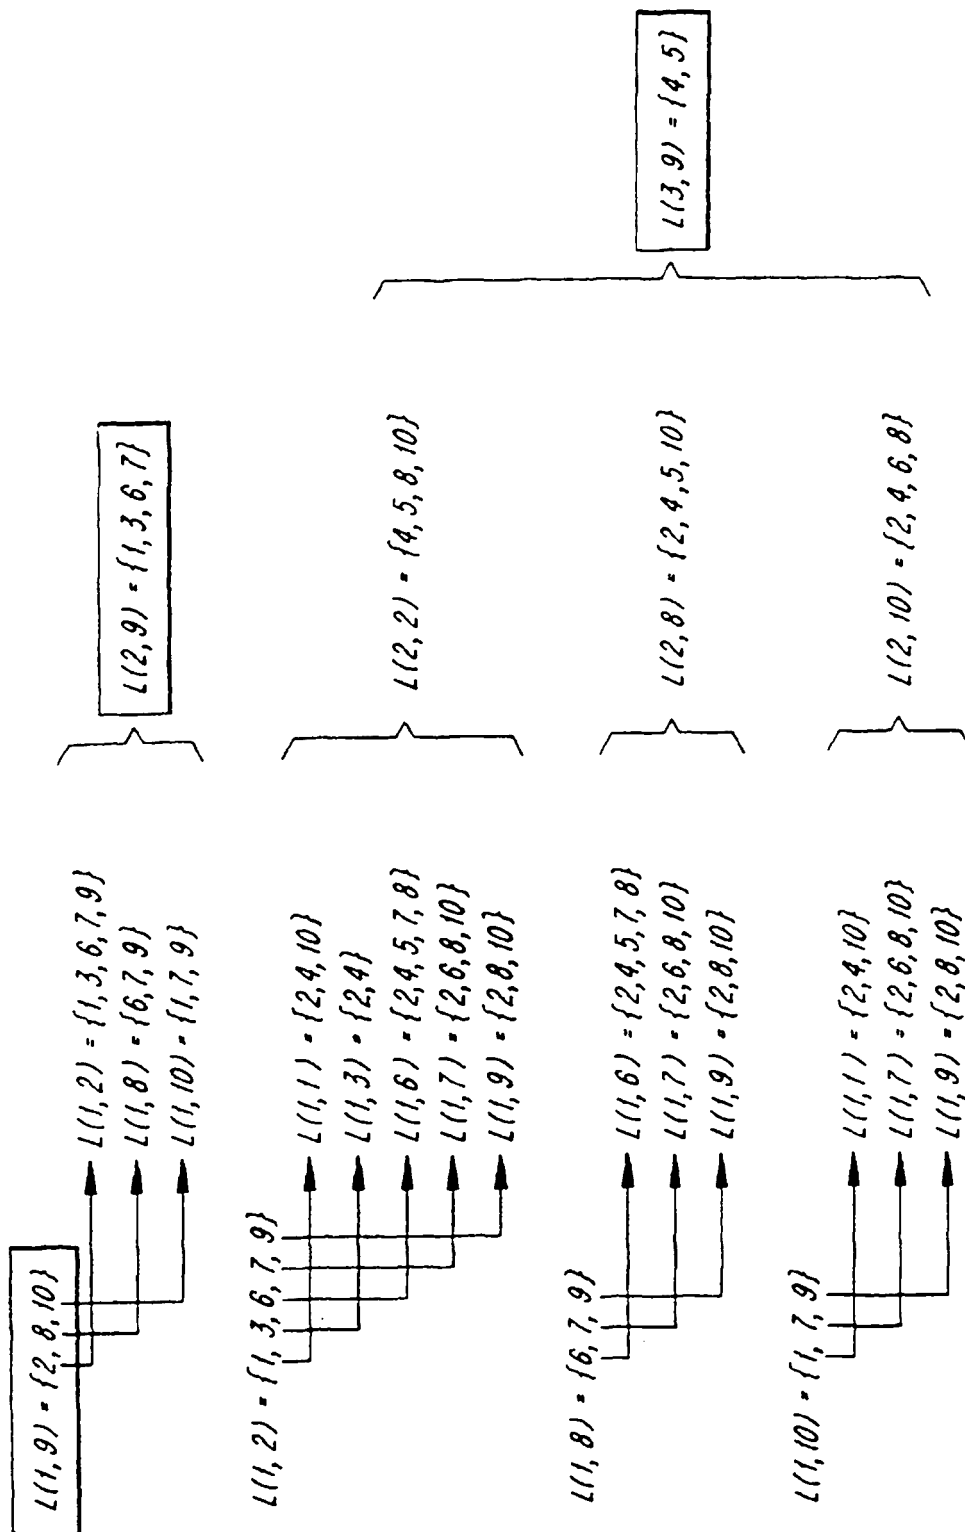 L(1,9) = {2,8,10}
L(1,2) = {1,3,6,7,9}
L(1,8) = {6,7,9}
L(1,10) = {1,7,9}
L(2,9) = {1,3,6,7}
L(1,2) = {1,3,6,7,9}
L(1,1) = {2,4,10}
L(1,3) = {2,4}
L(1,6) = {2,4,5,7,8}
L(1,7) = {2,6,8,10}
L(1,9) = {2,8,10}
L(2,2) = {4,5,8,10}
L(1,8) = {6,7,9}
L(1,6) = {2,4,5,7,8}
L(1,7) = {2,6,8,10}
L(1,9) = {2,8,10}
L(2,8) = {2,4,5,10}
L(1,10) = {1,7,9}
L(1,1) = {2,4,10}
L(1,7) = {2,6,8,10}
L(1,9) = {2,8,10}
L(2,10) = {2,4,6,8}
L(3,9) = {4,5}